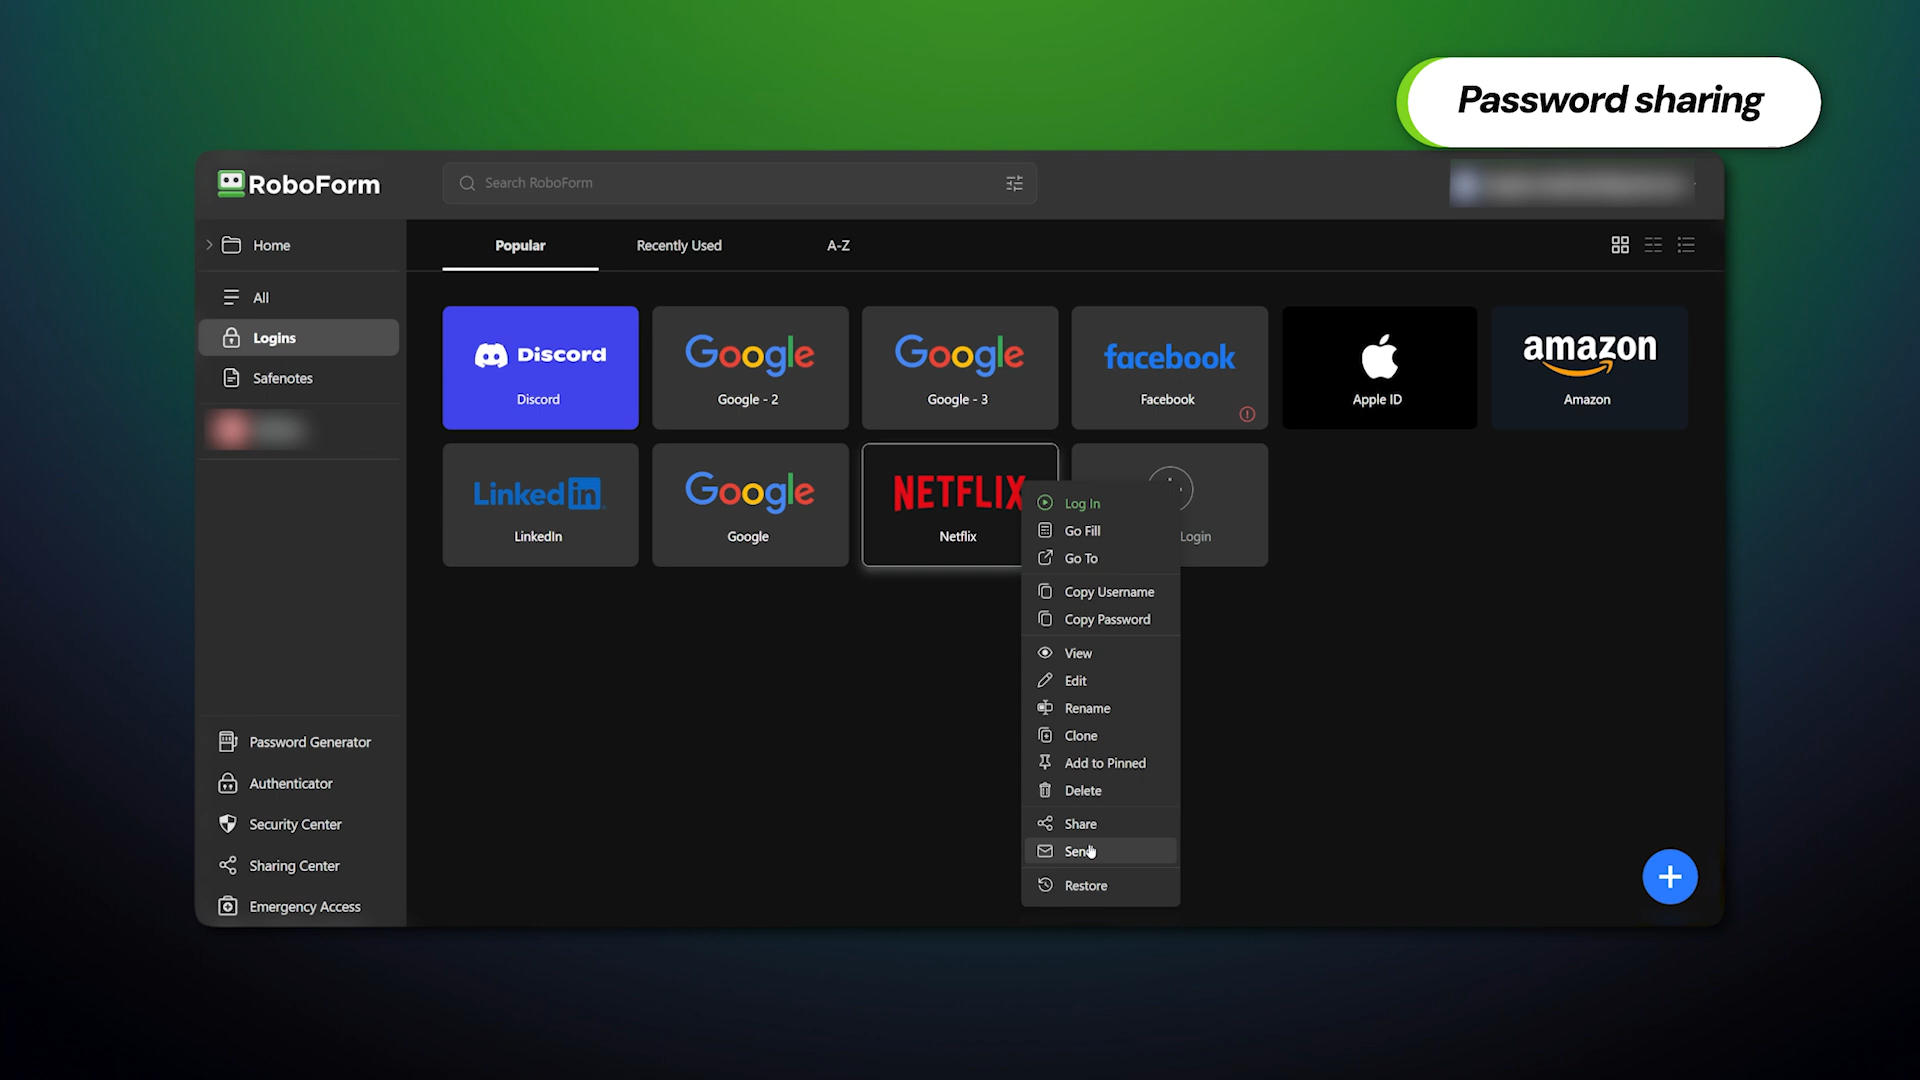 Password sharing
RoboForm
Search RoboForm
Home
All
Logins
Safenotes
Password Generator
Authenticator
Security Center
Sharing Center
Emergency Access
Popular
Recently Used
A-Z
Discord
Discord
Google
Google - 2
Google
Google - 3
facebook
Facebook
Apple ID
amazon
Amazon
Linked in
LinkedIn
Google
Google
NETFLIX
Netflix
Login
Log In
Go Fill
Go To
Copy Username
Copy Password
View
Edit
Rename
Clone
Add to Pinned
Delete
Share
Send
Restore